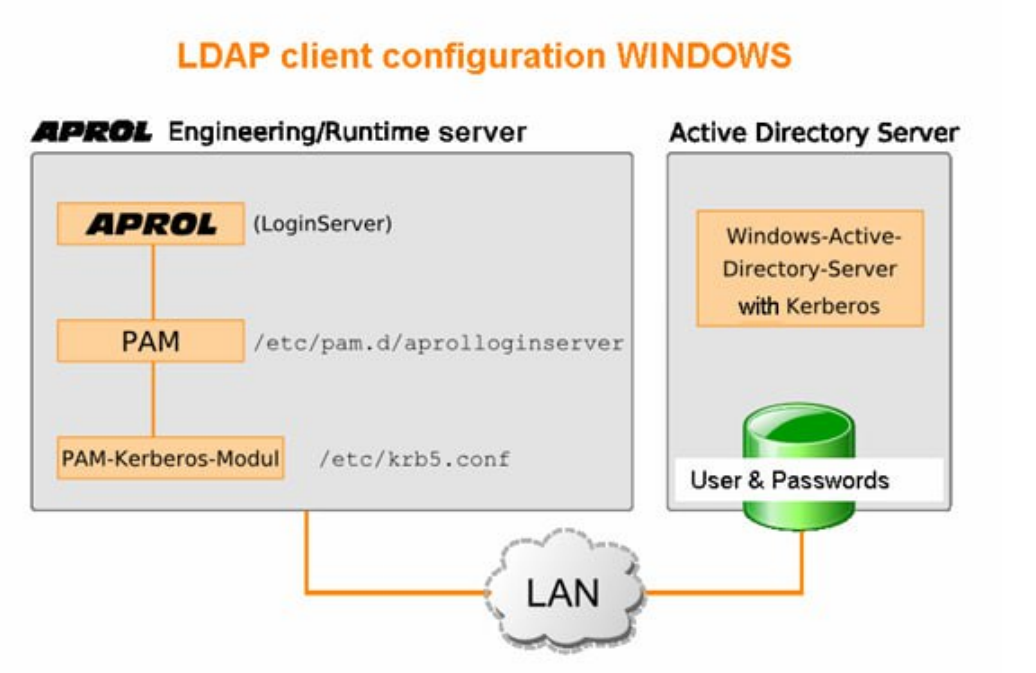 LDAP client configuration WINDOWS
APROL Engineering/Runtime server
APROL (LoginServer)
PAM /etc/pam.d/aprolloginserver
PAM-Kerberos-Modul /etc/krb5.conf
Active Directory Server
Windows-Active-
Directory-Server
with Kerberos
User & Passwords
LAN